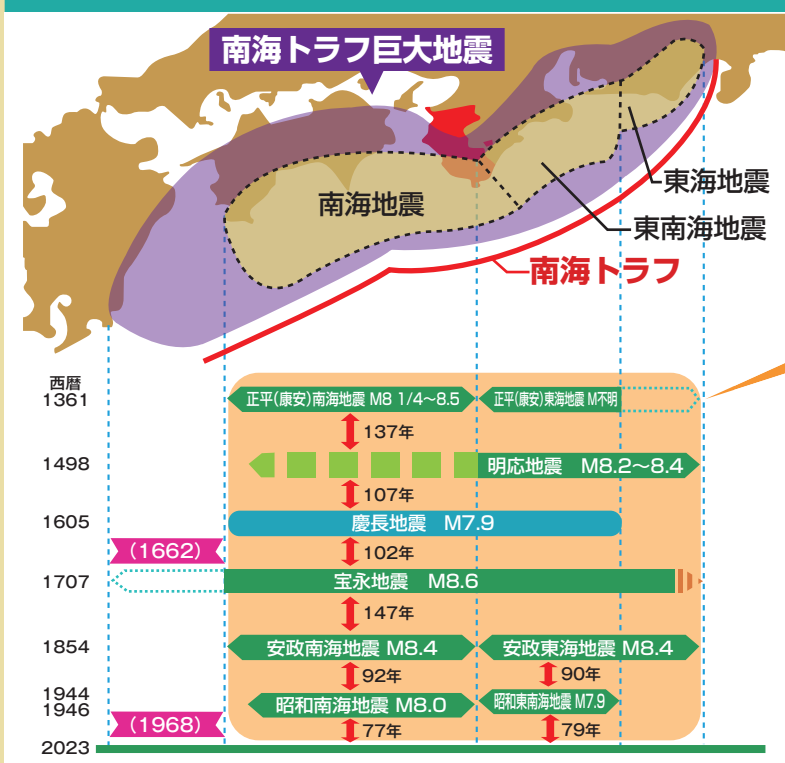 南海トラフ巨大地震
南海地震
東海地震
東南海地震
南海トラフ
西暦
1361
正平(康安)南海地震 M8 1/4〜8.5
正平(康安)東海地震 M不明
137年
1498
明応地震 M8.2〜8.4
107年
1605
慶長地震 M7.9
(1662)
102年
1707
宝永地震 M8.6
147年
1854
安政南海地震 M8.4
安政東海地震 M8.4
92年
90年
1944
1946
昭和南海地震 M8.0
昭和東南海地震 M7.9
(1968)
77年
79年
2023